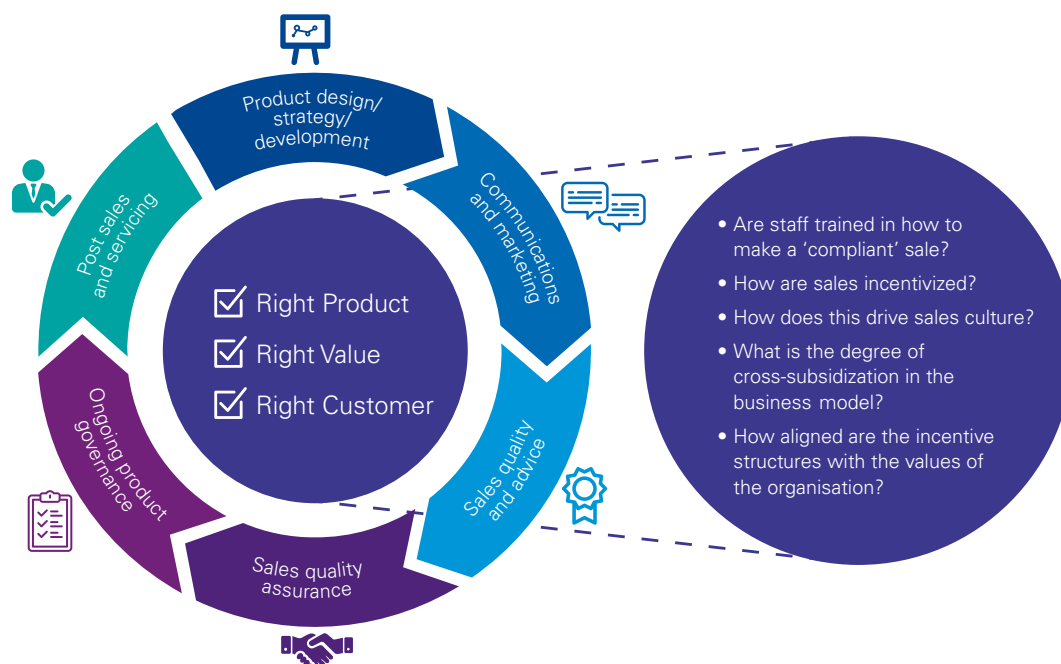 Product design/
strategy/
development
Communications
and marketing
Sales quality
and advice
Sales quality
assurance
Ongoing product
governance
Post sales
and servicing
Right Product
Right Value
Right Customer
• Are staff trained in how to
make a ‘compliant’ sale?
• How are sales incentivized?
• How does this drive sales culture?
• What is the degree of
cross-subsidization in the
business model?
• How aligned are the incentive
structures with the values of
the organisation?